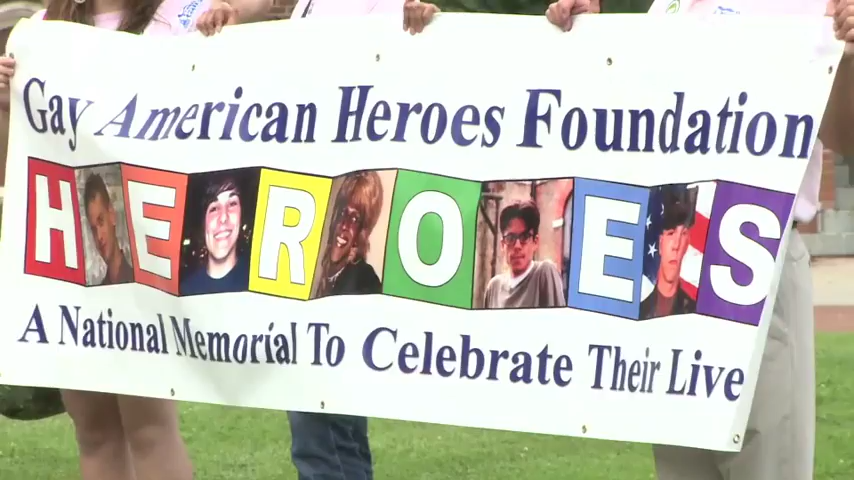 Gay American Heroes Foundation
HEROES
A National Memorial To Celebrate Their Live